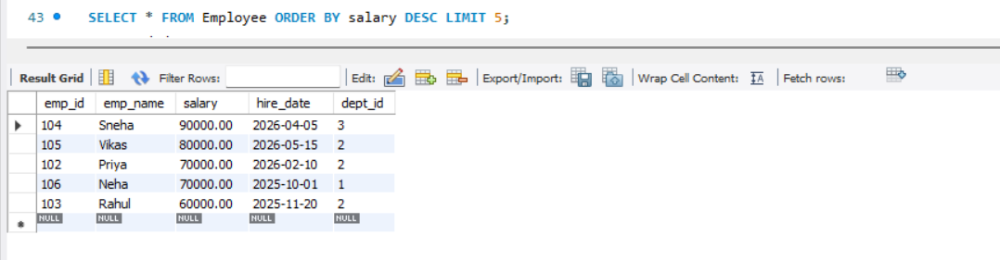 43 SELECT * FROM Employee ORDER BY salary DESC LIMIT 5;
Result Grid Filter Rows: Edit: Export/Import: Wrap Cell Content: IA Fetch rows:
emp_id emp_name salary hire_date dept_id
104 Sneha 90000.00 2026-04-05 3
105 Vikas 80000.00 2026-05-15 2
102 Priya 70000.00 2026-02-10 2
106 Neha 70000.00 2025-10-01 1
103 Rahul 60000.00 2025-11-20 2
NULL NULL NULL NULL NULL